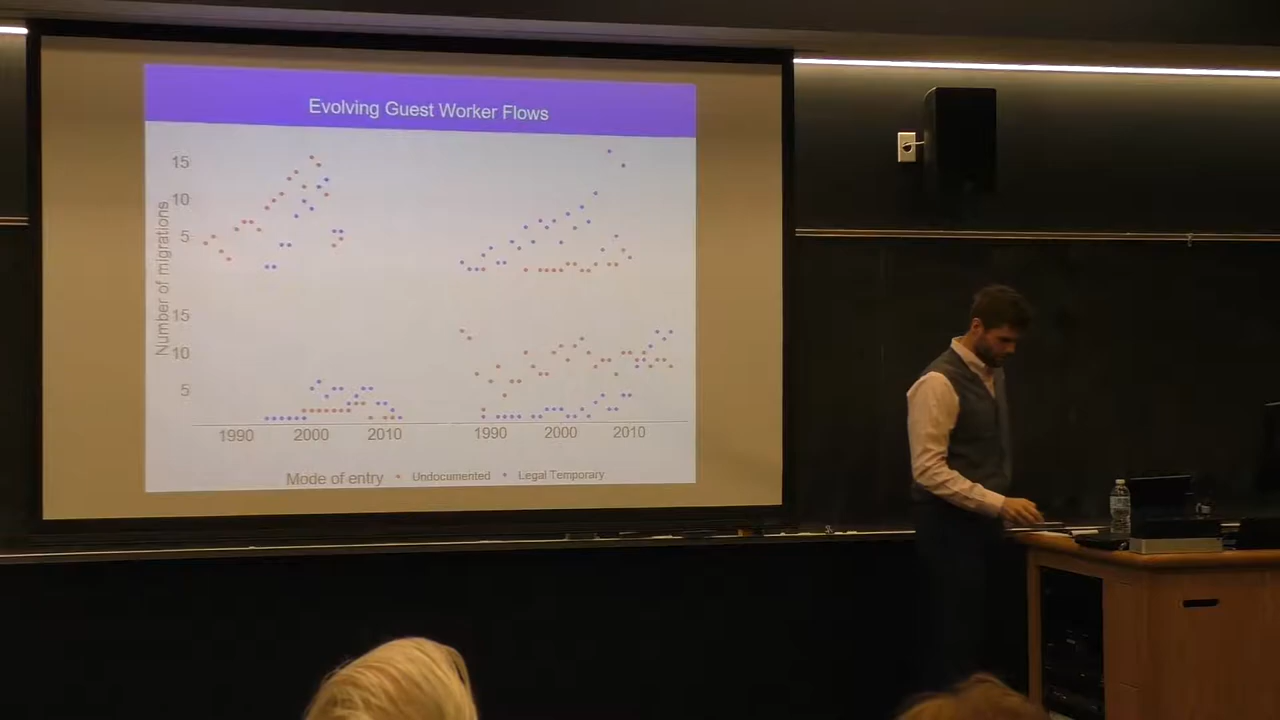 Evolving Guest Worker Flows
Number of migrations
15
10
5
15
10
5
1990 2000 2010 1990 2000 2010
Mode of entry • Undocumented • Legal Temporary